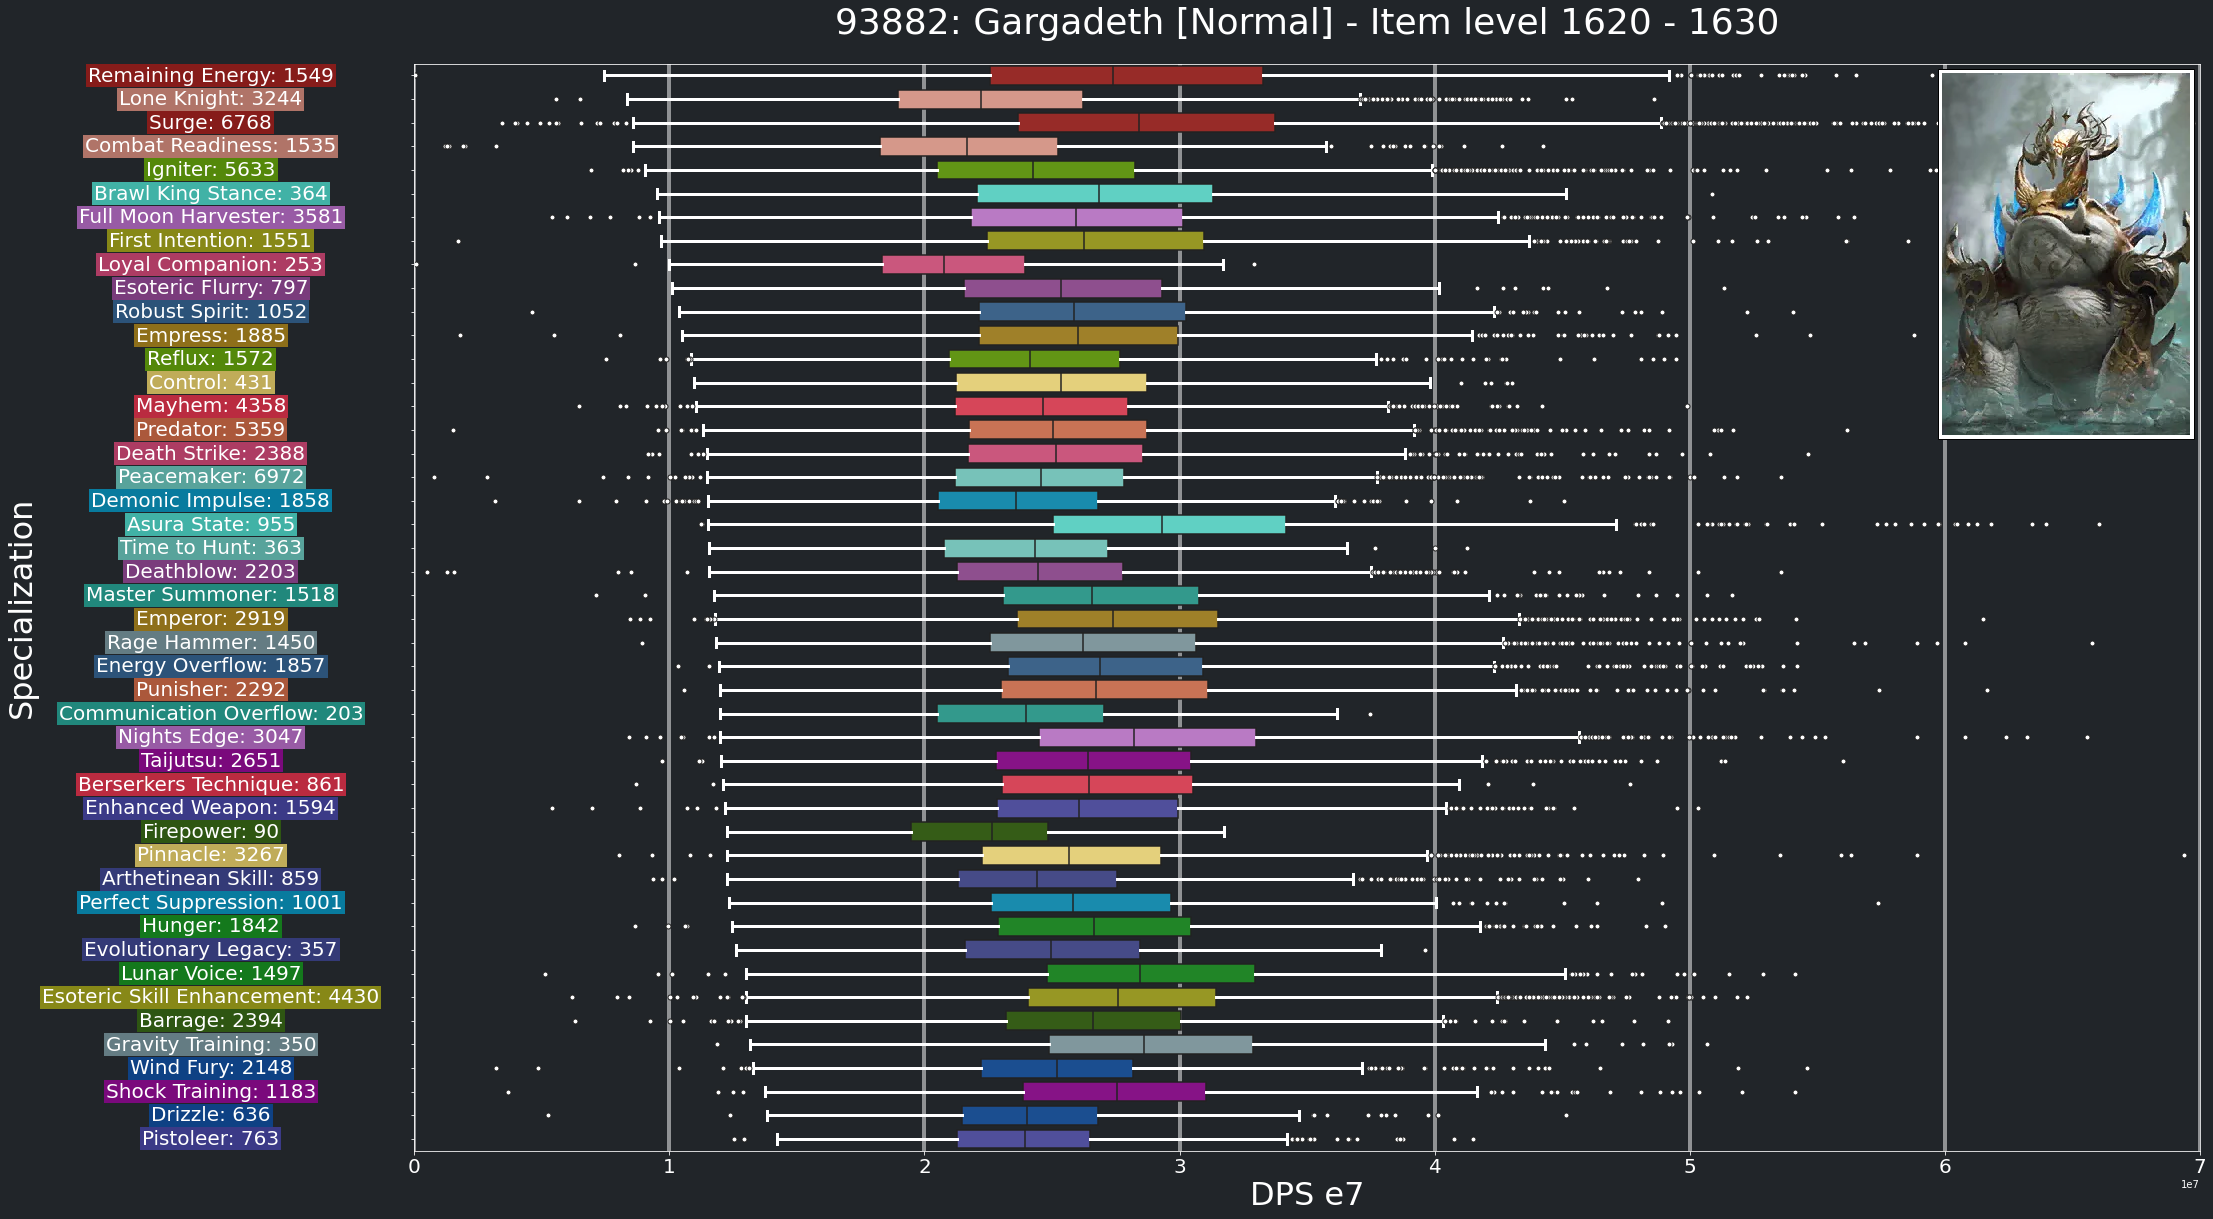 93882: Gargadeth [Normal] - Item level 1620 - 1630
Specialization
Remaining Energy: 1549
Lone Knight: 3244
Surge: 6768
Combat Readiness: 1535
Igniter: 5633
Brawl King Stance: 364
Full Moon Harvester: 3581
First Intention: 1551
Loyal Companion: 253
Esoteric Flurry: 797
Robust Spirit: 1052
Empress: 1885
Reflux: 1572
Control: 431
Mayhem: 4358
Predator: 5359
Death Strike: 2388
Peacemaker: 6972
Demonic Impulse: 1858
Asura State: 955
Time to Hunt: 363
Deathblow: 2203
Master Summoner: 1518
Emperor: 2919
Rage Hammer: 1450
Energy Overflow: 1857
Punisher: 2292
Communication Overflow: 203
Nights Edge: 3047
Taijutsu: 2651
Berserkers Technique: 861
Enhanced Weapon: 1594
Firepower: 90
Pinnacle: 3267
Arthetinean Skill: 859
Perfect Suppression: 1001
Hunger: 1842
Evolutionary Legacy: 357
Lunar Voice: 1497
Esoteric Skill Enhancement: 4430
Barrage: 2394
Gravity Training: 350
Wind Fury: 2148
Shock Training: 1183
Drizzle: 636
Pistoleer: 763
0 1 2 3 4 5 6 7
1e7
DPS e7